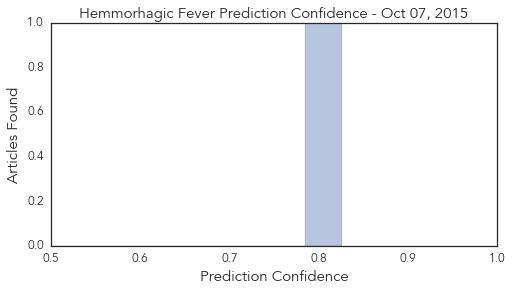 Hemmorhagic Fever Prediction Confidence - Oct 07, 2015
1.0
0.8
0.6
0.4
0.2
0.0
Articles Found
0.5 0.6 0.7 0.8 0.9 1.0
Prediction Confidence